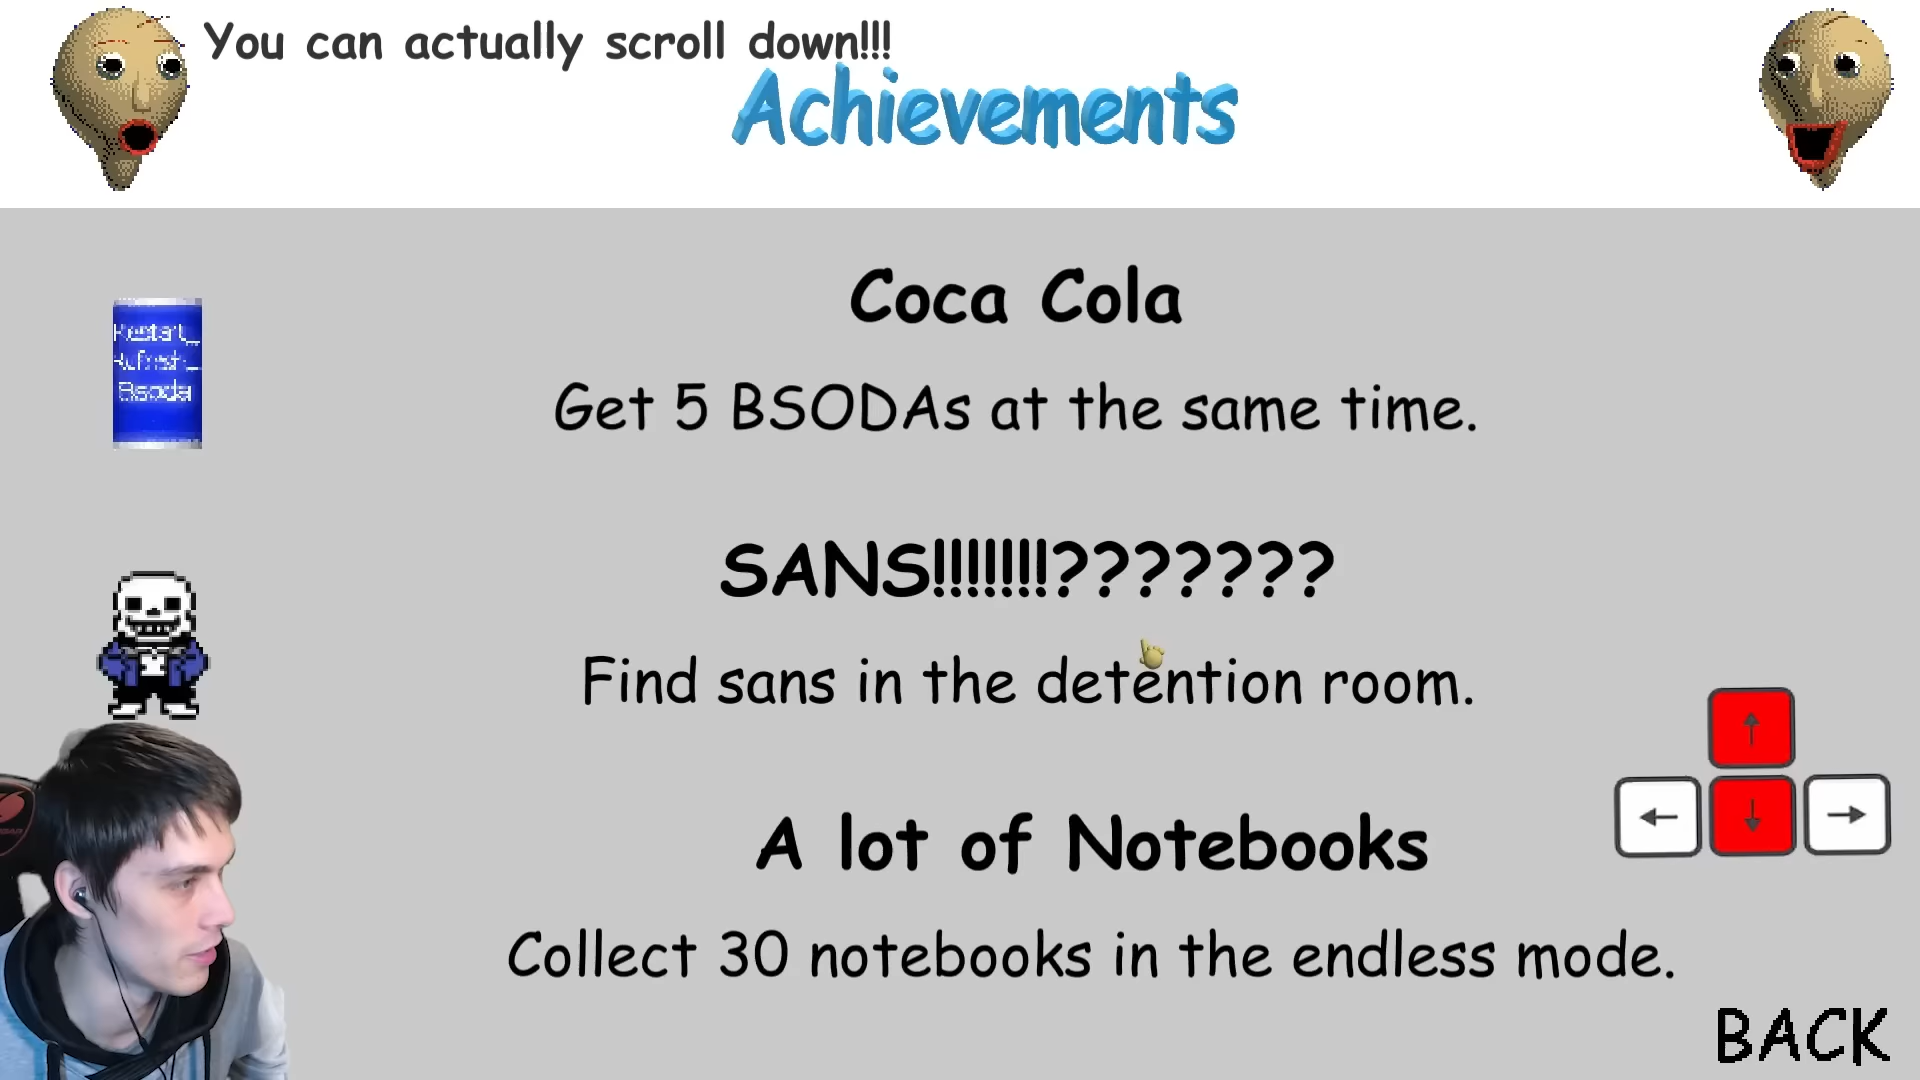 You can actually scroll down!!!
Achievements
Coca Cola
Get 5 BSODAs at the same time.
SANS!!!!!!!???????
Find sans in the detention room.
A lot of Notebooks
Collect 30 notebooks in the endless mode.
BACK
Bsoda